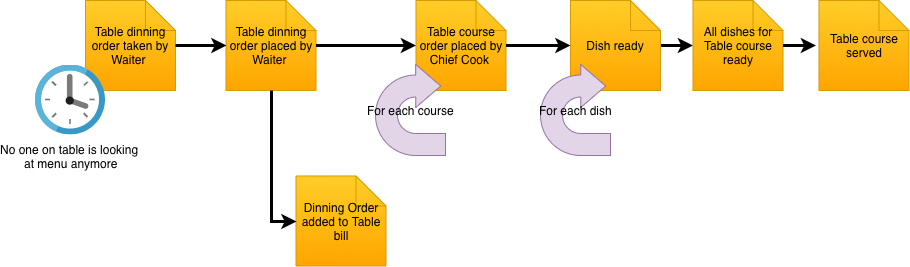 Table dinning
order taken by
Waiter
Table dinning
order placed by
Waiter
Table course
order placed by
Chief Cook
Dish ready
All dishes for
Table course
ready
Table course
served
For each course
For each dish
No one on table is looking
at menu anymore
Dinning Order
added to Table
bill